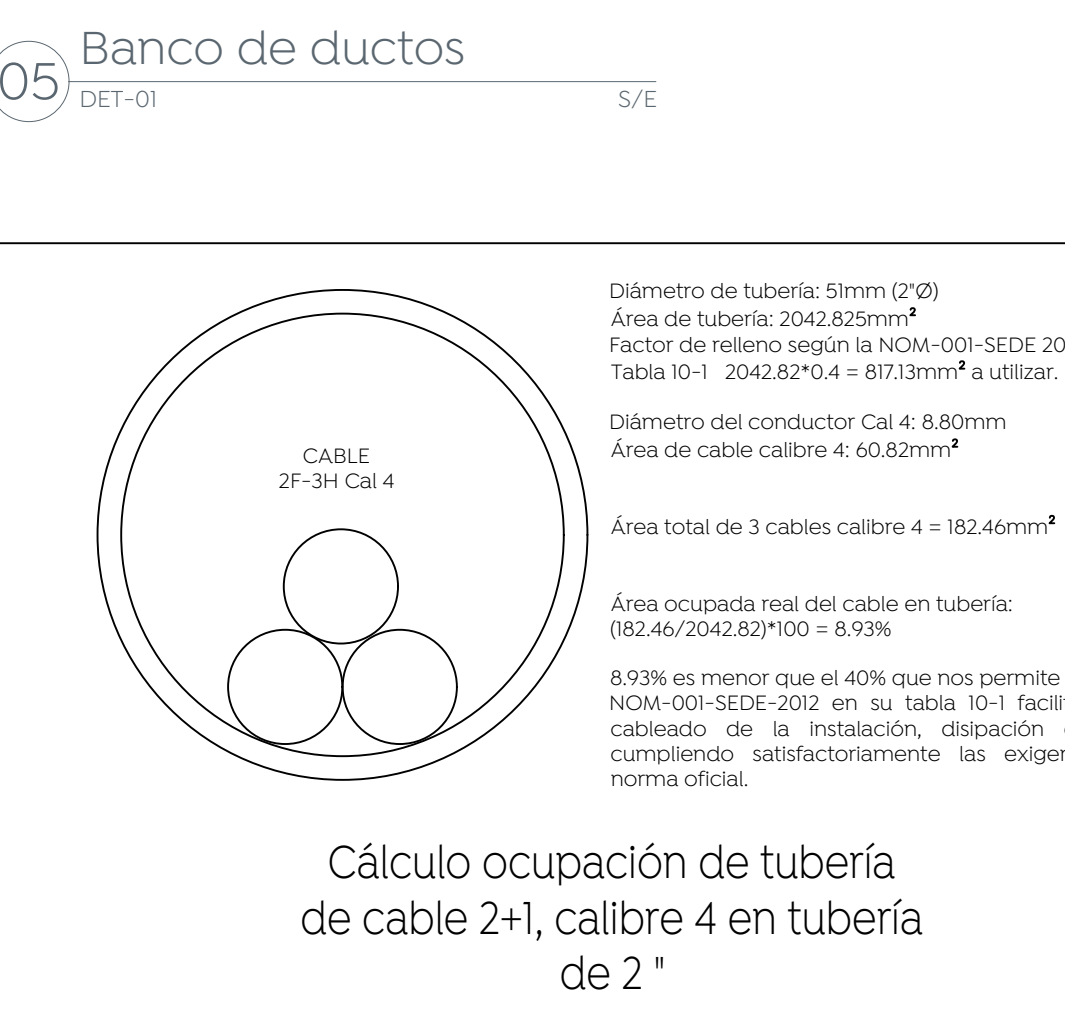 05
Banco de ductos
DET-01 S/E
CABLE
2F-3H Cal 4
Diámetro de tubería: 51mm (2"Ø)
Área de tubería: 2042.825mm²
Factor de relleno según la NOM-001-SEDE 20
Tabla 10-1 2042.82*0.4 = 817.13mm² a utilizar.
Diámetro del conductor Cal 4: 8.80mm
Área de cable calibre 4: 60.82mm²
Área total de 3 cables calibre 4 = 182.46mm²
Área ocupada real del cable en tubería:
(182.46/2042.82)*100 = 8.93%
8.93% es menor que el 40% que nos permite
NOM-001-SEDE-2012 en su tabla 10-1
cableado de la instalación, disipación
cumpliendo satisfactoriamente las
norma oficial.
Cálculo ocupación de tubería
de cable 2+1, calibre 4 en tubería
de 2 "